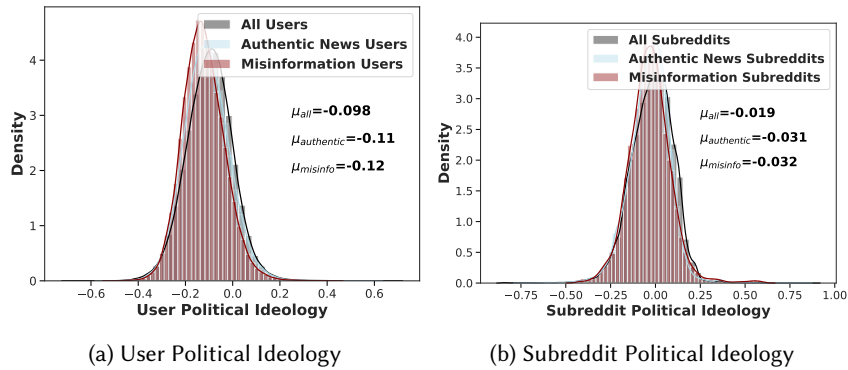 All Users
Authentic News Users
Misinformation Users
μall=-0.098
μauthentic=-0.11
μmisinfo=-0.12
Density
4
3
2
1
0
−0.6 −0.4 −0.2 0.0 0.2 0.4 0.6
User Political Ideology
(a) User Political Ideology
All Subreddits
Authentic News Subreddits
Misinformation Subreddits
μall=-0.019
μauthentic=-0.031
μmisinfo=-0.032
Density
4.0
3.5
3.0
2.5
2.0
1.5
1.0
0.5
0.0
−0.75 −0.50 −0.25 0.00 0.25 0.50 0.75 1.00
Subreddit Political Ideology
(b) Subreddit Political Ideology